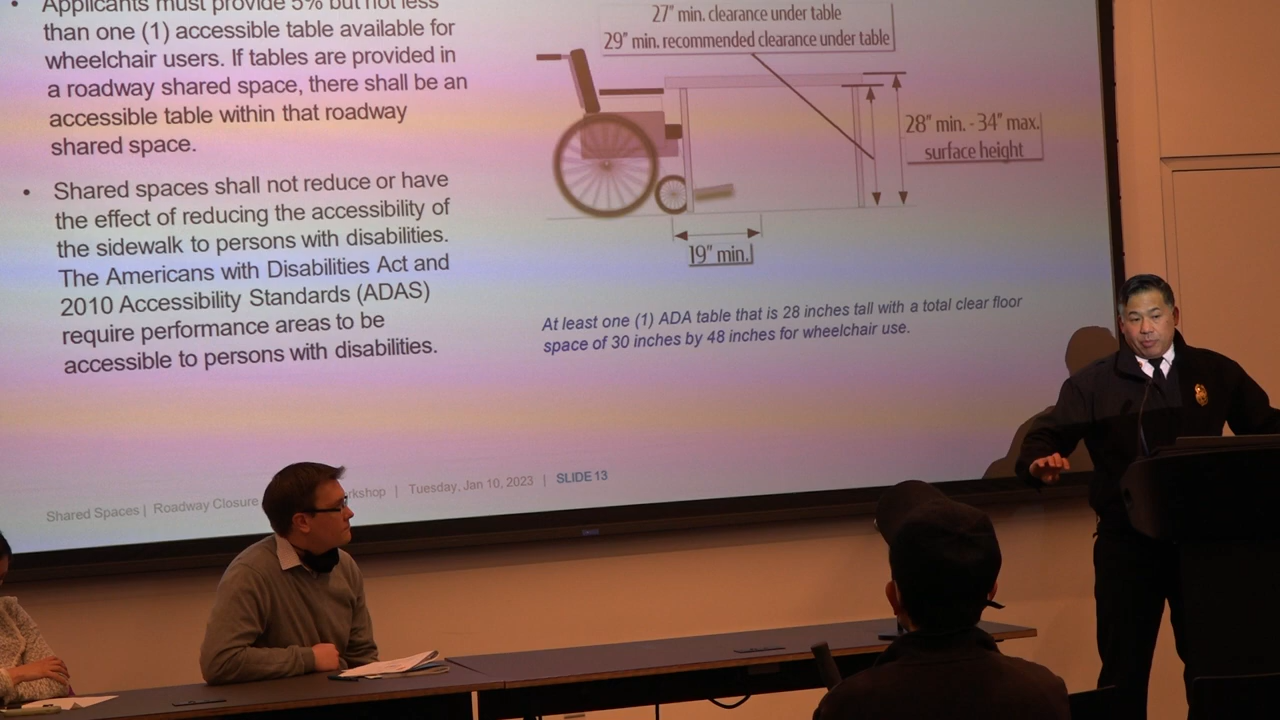 • Applicants must provide 5% but not less
than one (1) accessible table available for
wheelchair users. If tables are provided in
a roadway shared space, there shall be an
accessible table within that roadway
shared space.
• Shared spaces shall not reduce or have
the effect of reducing the accessibility of
the sidewalk to persons with disabilities.
The Americans with Disabilities Act and
2010 Accessibility Standards (ADAS)
require performance areas to be
accessible to persons with disabilities.
27" min. clearance under table
29" min. recommended clearance under table
28" min. - 34" max.
surface height
19" min.
At least one (1) ADA table that is 28 inches tall with a total clear floor
space of 30 inches by 48 inches for wheelchair use.
Shared Spaces | Roadway Closure rkshop | Tuesday, Jan 10, 2023 | SLIDE 13